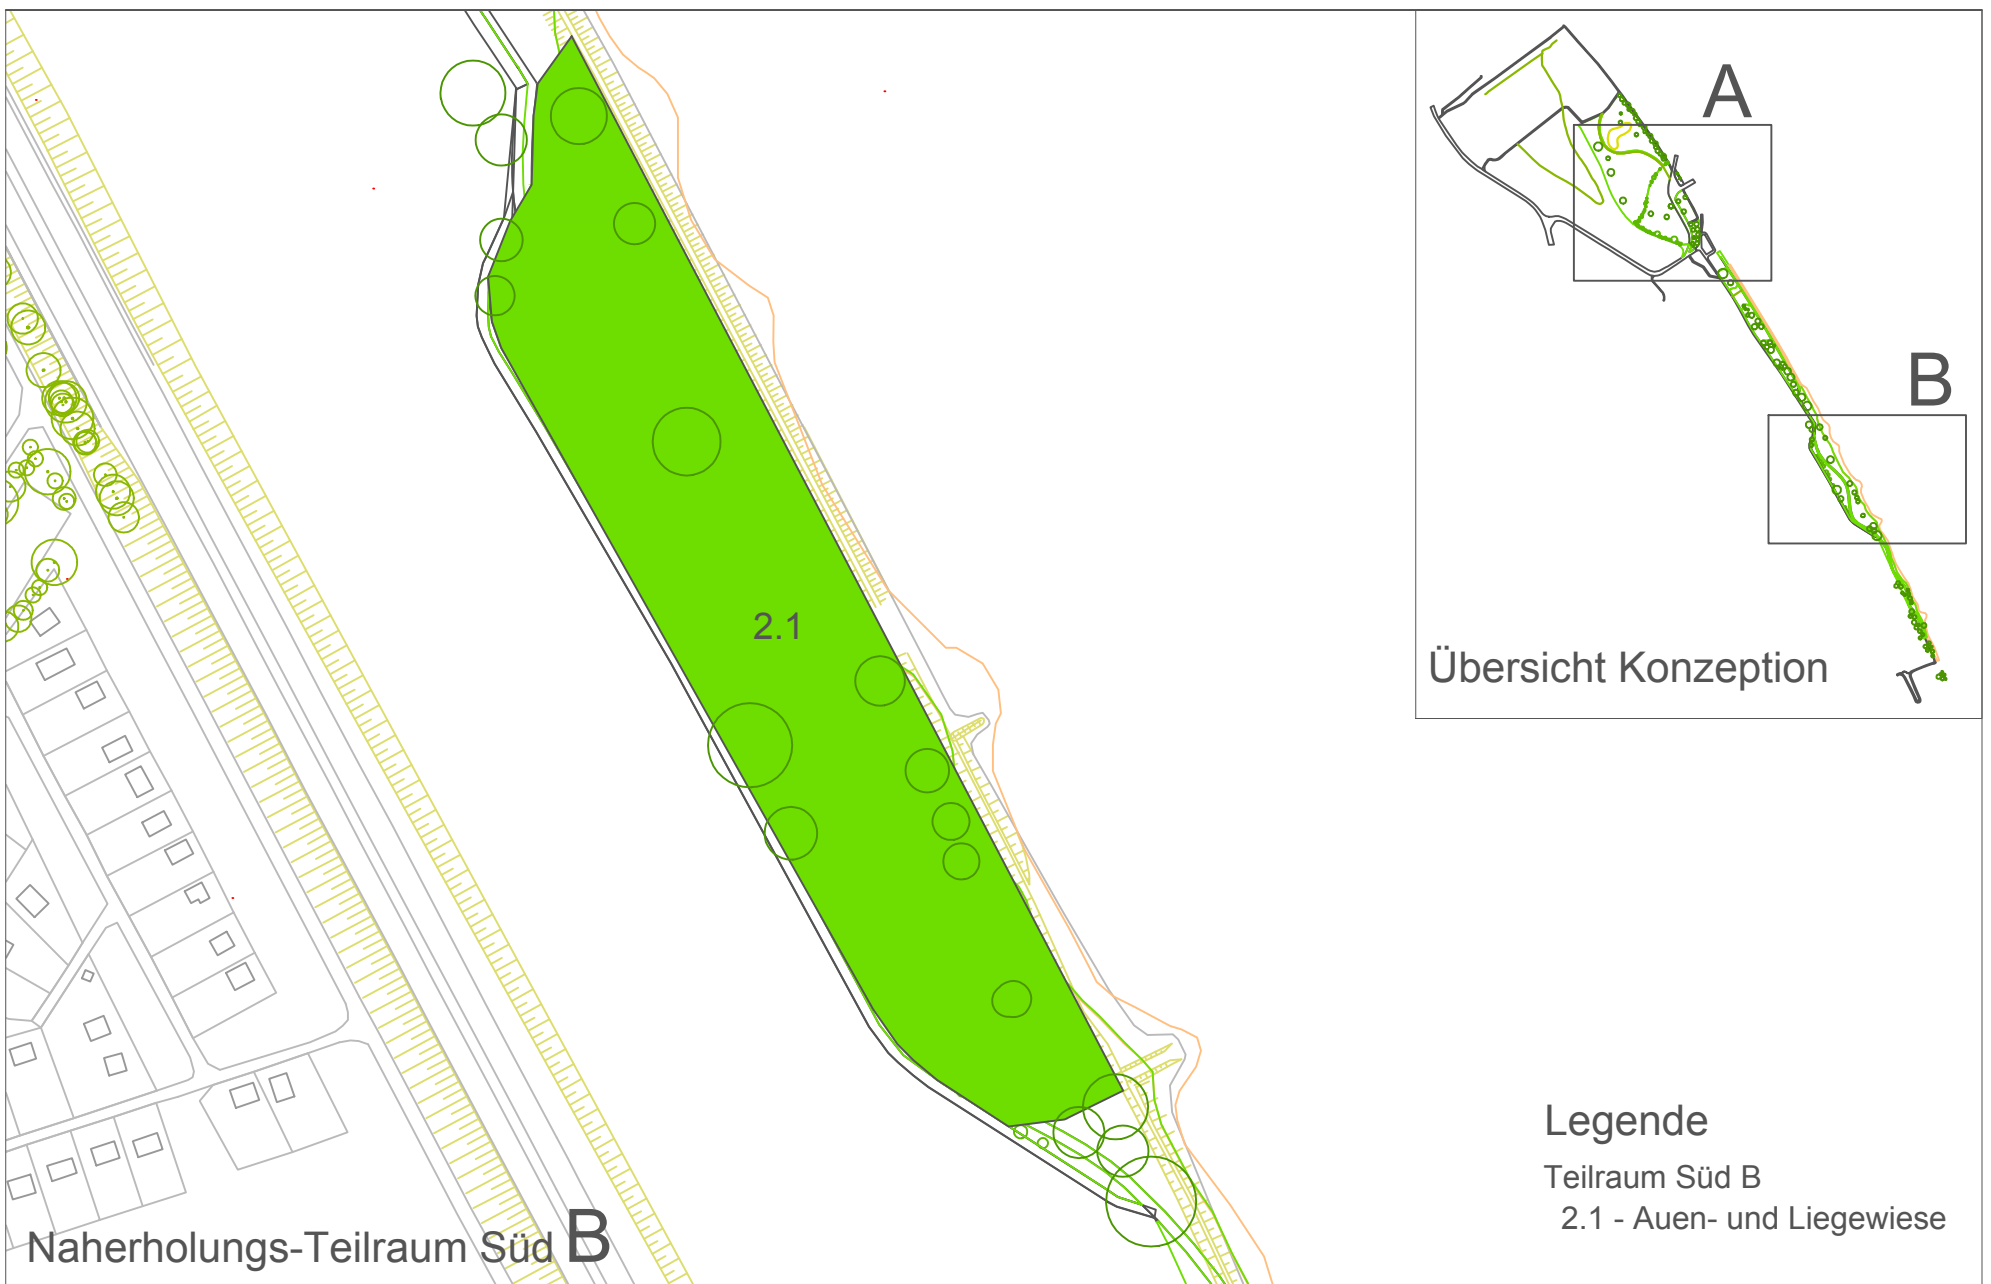 A
B
Übersicht Konzeption
2.1
Legende
Teilraum Süd B
2.1 - Auen- und Liegewiese
Naherholungs-Teilraum Süd B